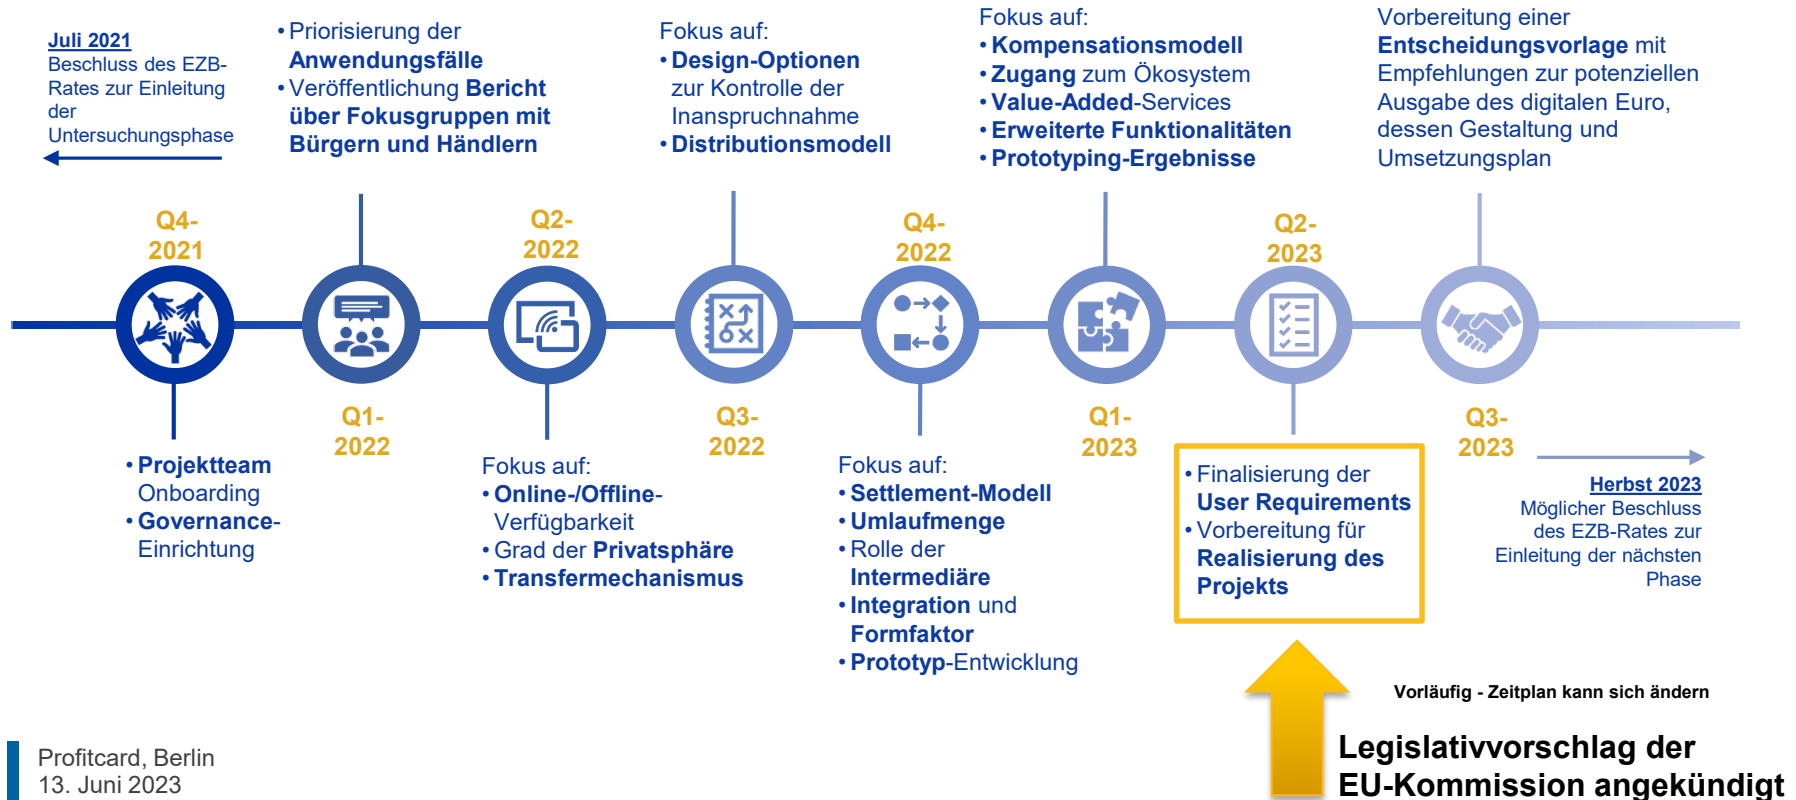 Juli 2021
Beschluss des EZB-
Rates zur Einleitung
der
Untersuchungsphase
• Priorisierung der
Anwendungsfälle
• Veröffentlichung Bericht
über Fokusgruppen mit
Bürgern und Händlern
Fokus auf:
• Design-Optionen
zur Kontrolle der
Inanspruchnahme
• Distributionsmodell
Fokus auf:
• Kompensationsmodell
• Zugang zum Ökosystem
• Value-Added-Services
• Erweiterte Funktionalitäten
• Prototyping-Ergebnisse
Vorbereitung einer
Entscheidungsvorlage mit
Empfehlungen zur potenziellen
Ausgabe des digitalen Euro,
dessen Gestaltung und
Umsetzungsplan
Q4-
2021
Q2-
2022
Q4-
2022
Q2-
2023
Q1-
2022
Q3-
2022
Q1-
2023
Q3-
2023
• Projektteam
Onboarding
• Governance-
Einrichtung
Fokus auf:
• Online-/Offline-
Verfügbarkeit
• Grad der Privatsphäre
• Transfermechanismus
Fokus auf:
• Settlement-Modell
• Umlaufmenge
• Rolle der
Intermediäre
• Integration und
Formfaktor
• Prototyp-Entwicklung
• Finalisierung der
User Requirements
• Vorbereitung für
Realisierung des
Projekts
Herbst 2023
Möglicher Beschluss
des EZB-Rates zur
Einleitung der nächsten
Phase
Vorläufig - Zeitplan kann sich ändern
Legislativvorschlag der
EU-Kommission angekündigt
Profitcard, Berlin
13. Juni 2023